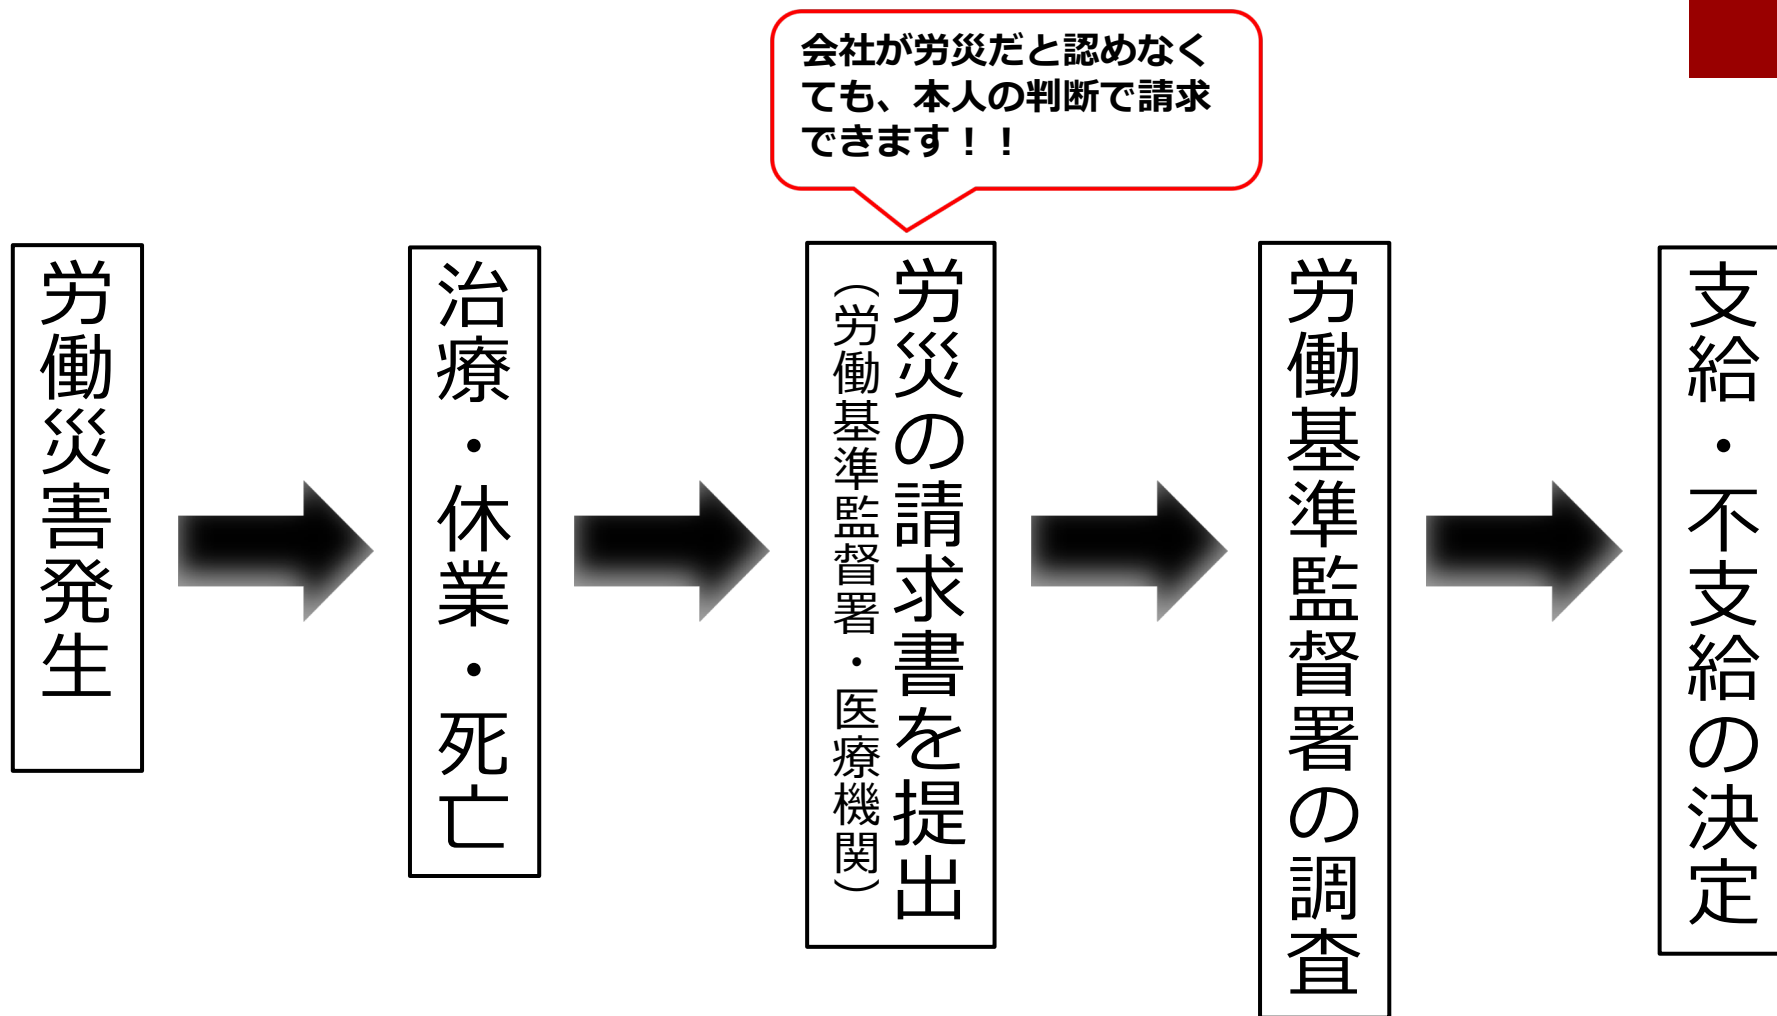 会社が労災だと認めなく
ても、本人の判断で請求
できます！！
労働災害発生
治療・休業・死亡
労災の請求書を提出
（労働基準監督署・医療機関）
労働基準監督署の調査
支給・不支給の決定